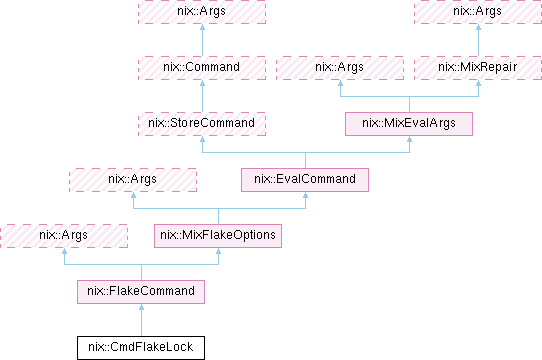 nix::Args
nix::Args
nix::Command
nix::Args
nix::MixRepair
nix::StoreCommand
nix::MixEvalArgs
nix::Args
nix::EvalCommand
nix::Args
nix::MixFlakeOptions
nix::FlakeCommand
nix::CmdFlakeLock